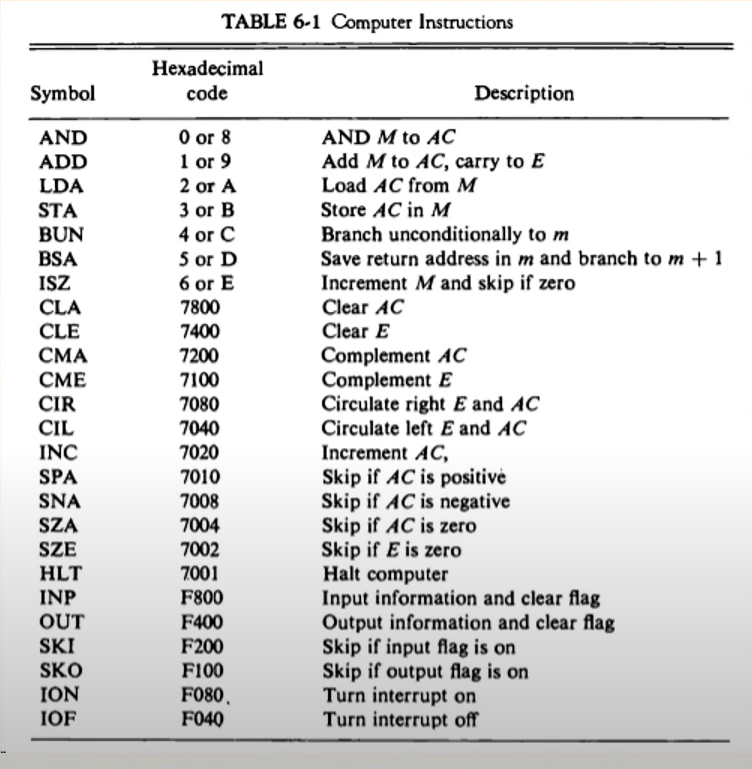 TABLE 6-1 Computer Instructions
Symbol Hexadecimal code Description
AND 0 or 8 AND M to AC
ADD 1 or 9 Add M to AC, carry to E
LDA 2 or A Load AC from M
STA 3 or B Store AC in M
BUN 4 or C Branch unconditionally to m
BSA 5 or D Save return address in m and branch to m + 1
ISZ 6 or E Increment M and skip if zero
CLA 7800 Clear AC
CLE 7400 Clear E
CMA 7200 Complement AC
CME 7100 Complement E
CIR 7080 Circulate right E and AC
CIL 7040 Circulate left E and AC
INC 7020 Increment AC,
SPA 7010 Skip if AC is positive
SNA 7008 Skip if AC is negative
SZA 7004 Skip if AC is zero
SZE 7002 Skip if E is zero
HLT 7001 Halt computer
INP F800 Input information and clear flag
OUT F400 Output information and clear flag
SKI F200 Skip if input flag is on
SKO F100 Skip if output flag is on
ION F080 Turn interrupt on
IOF F040 Turn interrupt off